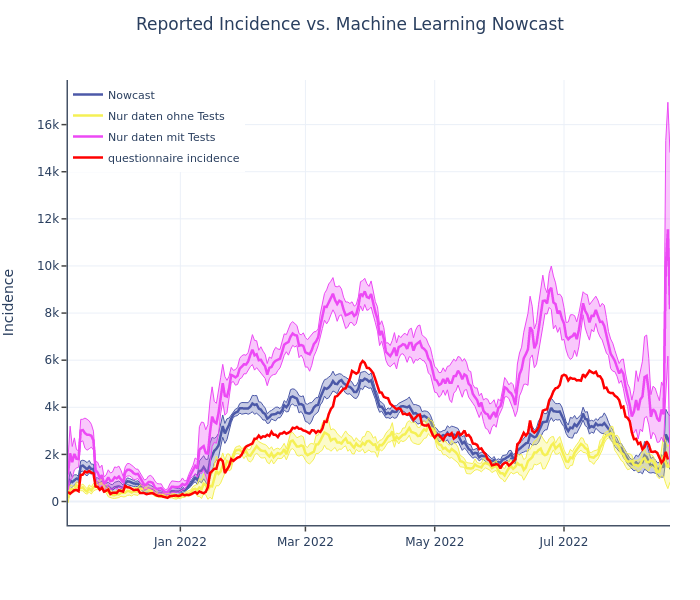 Reported Incidence vs. Machine Learning Nowcast
Nowcast
Nur daten ohne Tests
Nur daten mit Tests
questionnaire incidence
Incidence
16k
14k
12k
10k
8k
6k
4k
2k
0
Jan 2022
Mar 2022
May 2022
Jul 2022